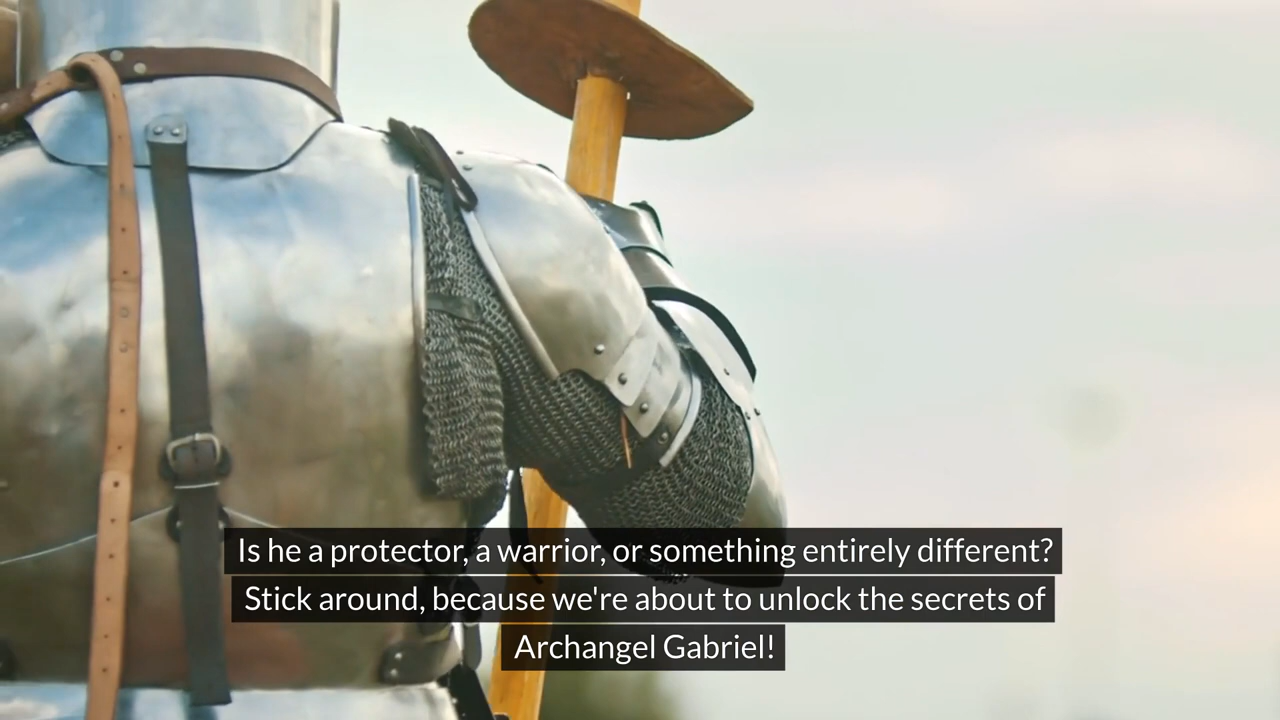 Is he a protector, a warrior, or something entirely different?
Stick around, because we're about to unlock the secrets of
Archangel Gabriel!